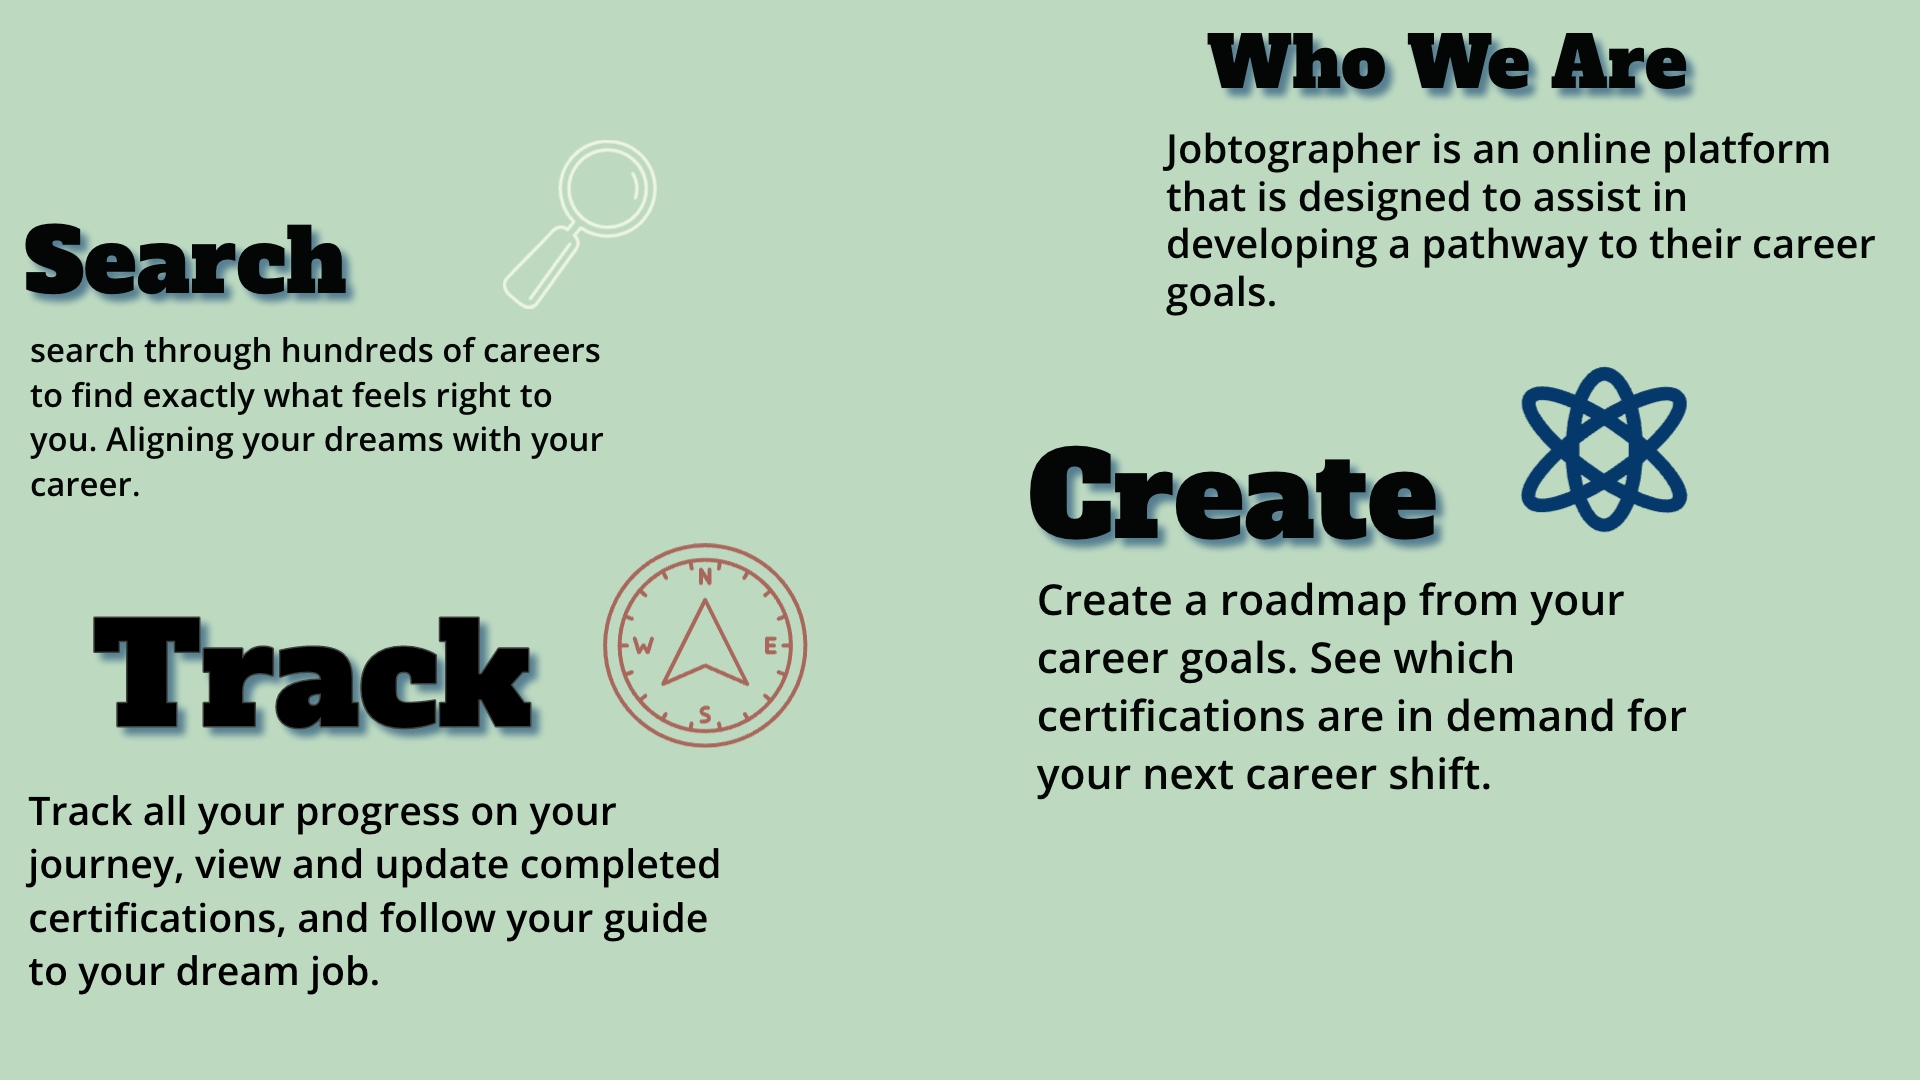 Who We Are
Jobtographer is an online platform
that is designed to assist in
developing a pathway to their career
goals.
Search
search through hundreds of careers
to find exactly what feels right to
you. Aligning your dreams with your
career.
Create
Create a roadmap from your
career goals. See which
certifications are in demand for
your next career shift.
Track
N
W
E
S
Track all your progress on your
journey, view and update completed
certifications, and follow your guide
to your dream job.